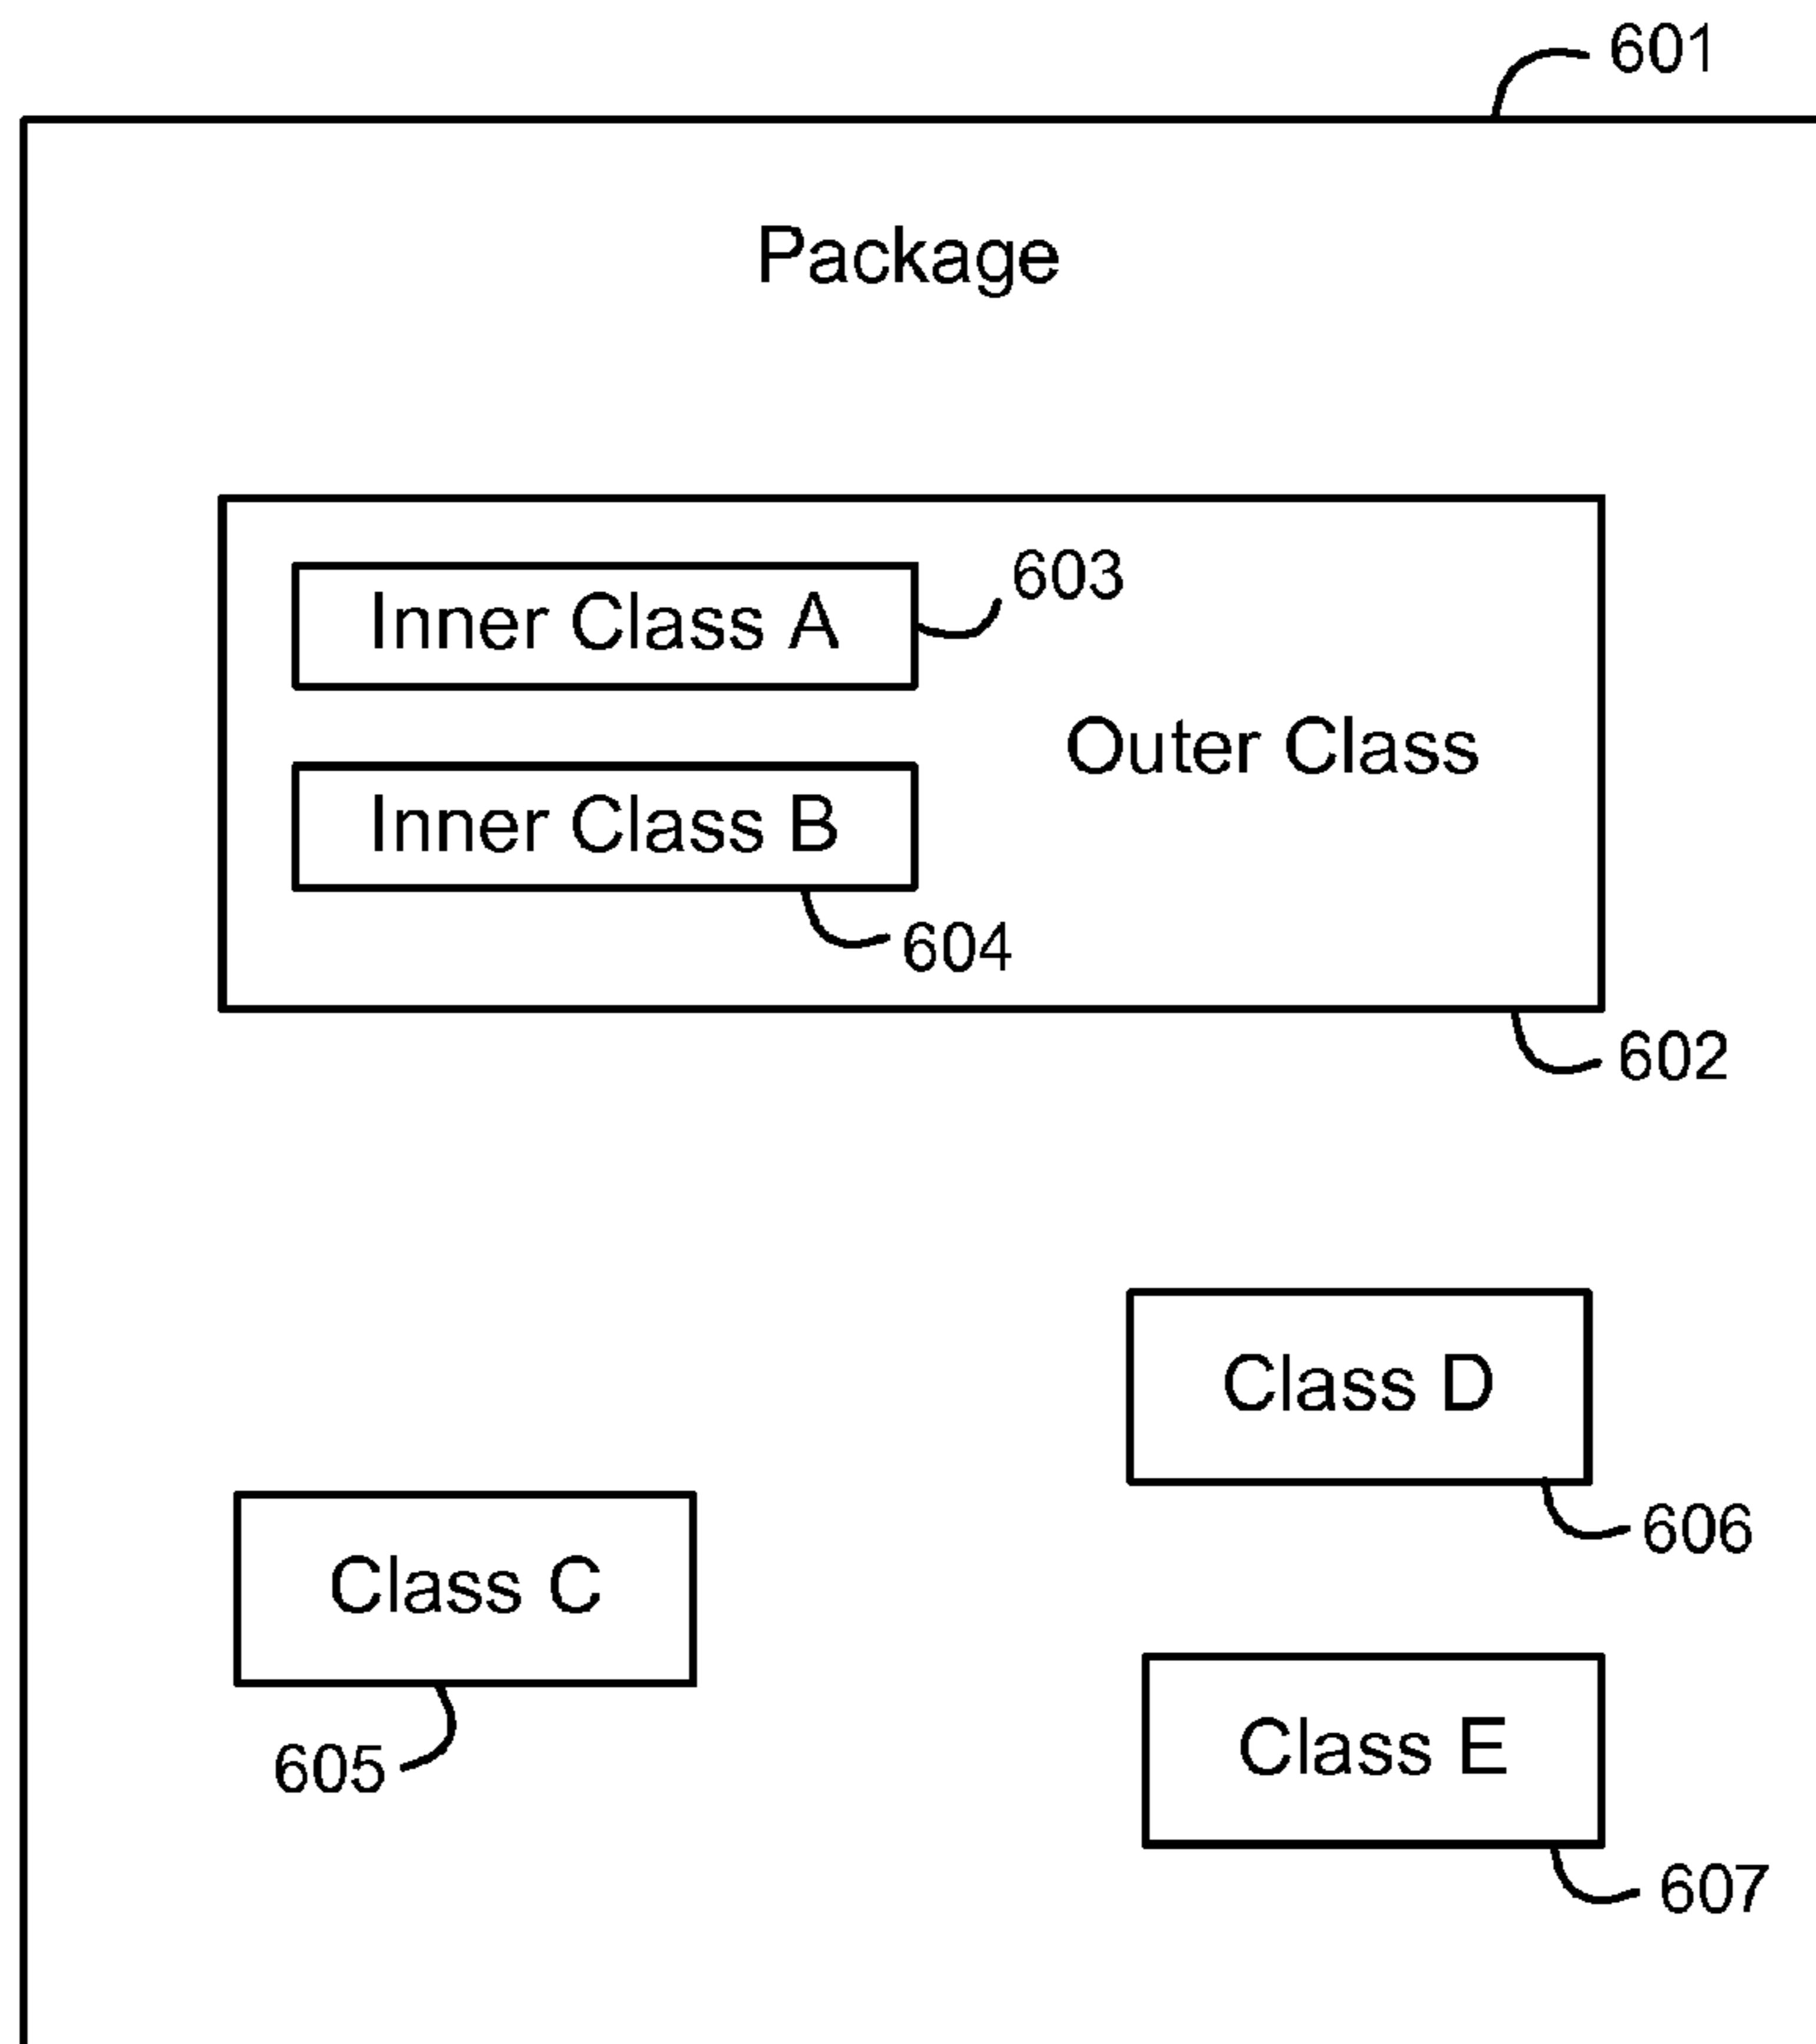 601
Package
Inner Class A
603
Outer Class
Inner Class B
604
602
Class D
606
Class C
605
Class E
607